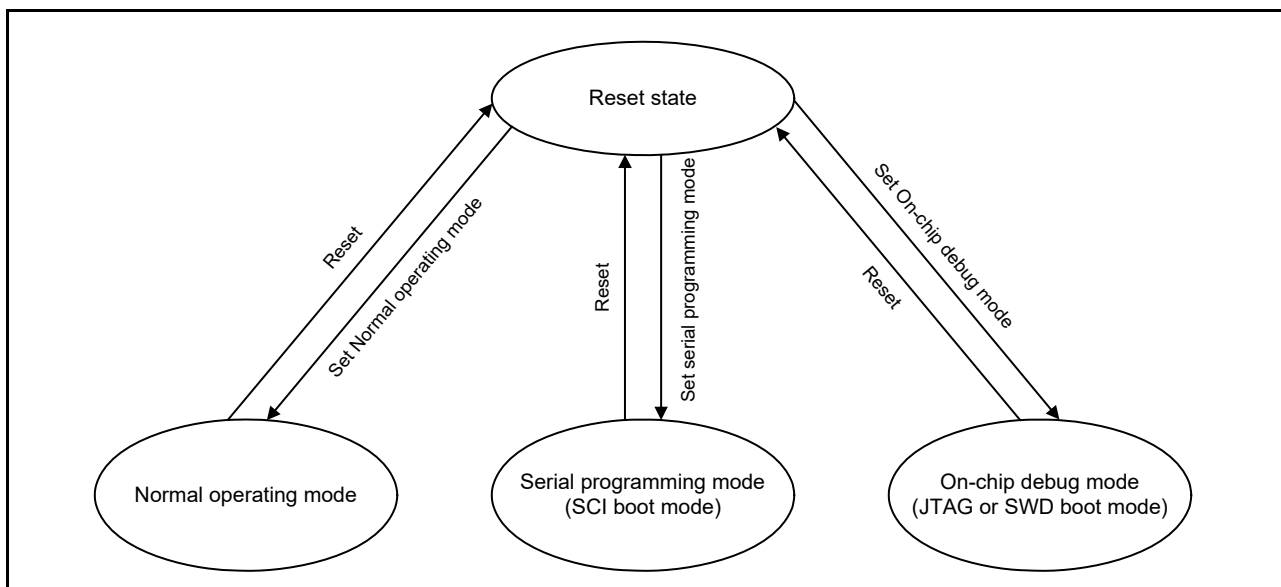 Reset state
Reset
Set Normal operating mode
Reset
Set serial programming mode
Set On-chip debug mode
Reset
Normal operating mode
Serial programming mode
(SCI boot mode)
On-chip debug mode
(JTAG or SWD boot mode)